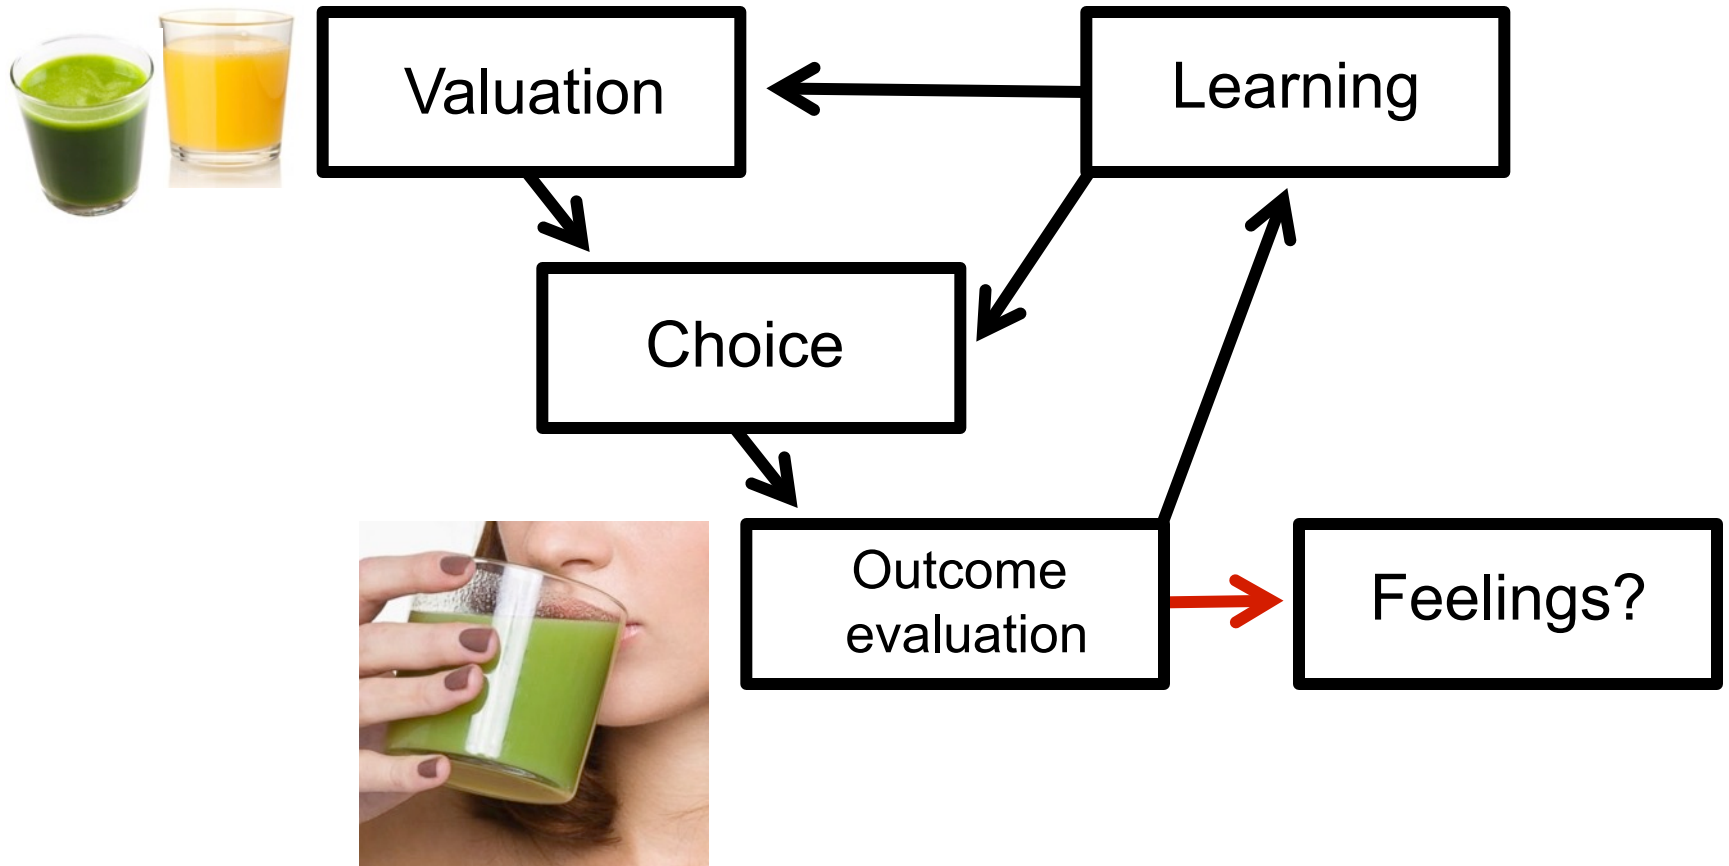 Valuation
Learning
Choice
Outcome
evaluation
Feelings?